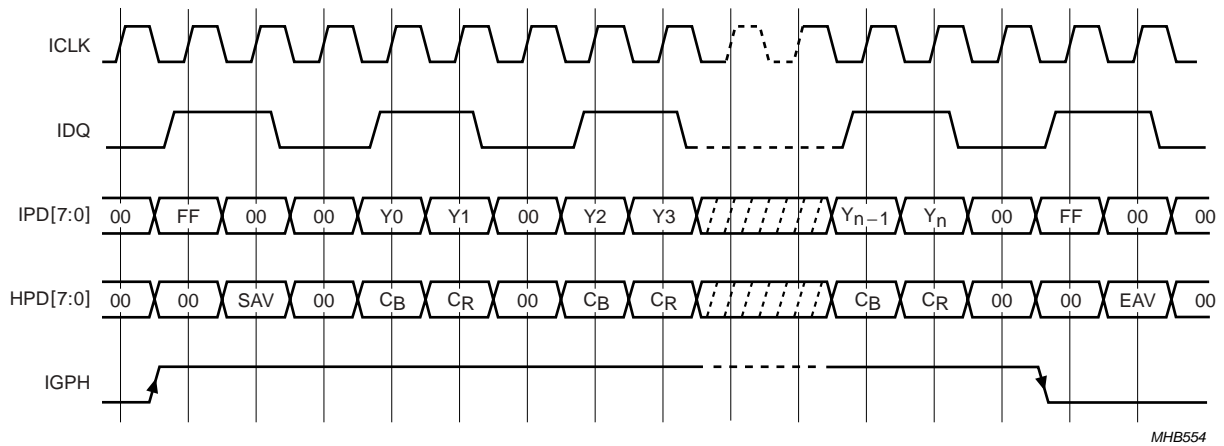 ICLK
IDQ
IPD[7:0] 00 FF 00 00 Y0 Y1 00 Y2 Y3 Yn−1 Yn 00 FF 00 00
HPD[7:0] 00 00 SAV 00 CB CR 00 CB CR CB CR 00 00 EAV 00
IGPH
MHB554